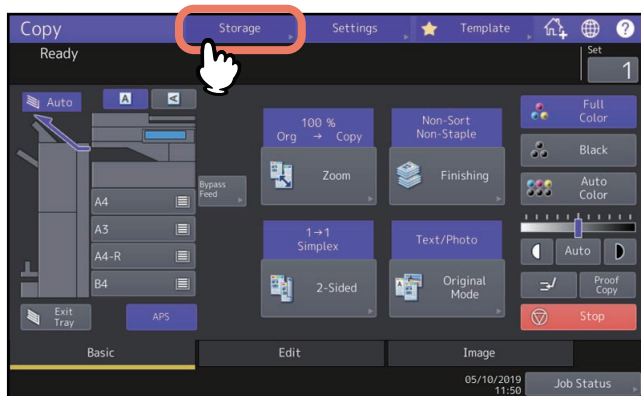 Copy
Storage
Settings
Template
?
Ready
Set
1
Auto
A
A
100 %
Org → Copy
Non-Sort
Non-Staple
Full
Color
Zoom
Finishing
Black
Bypass
Feed
Auto
Color
A4
A3
A4-R
B4
1→1
Simplex
Text/Photo
2-Sided
Original
Mode
Auto
Proof
Copy
Exit
Tray
APS
Stop
Basic
Edit
Image
05/10/2019
11:50
Job Status